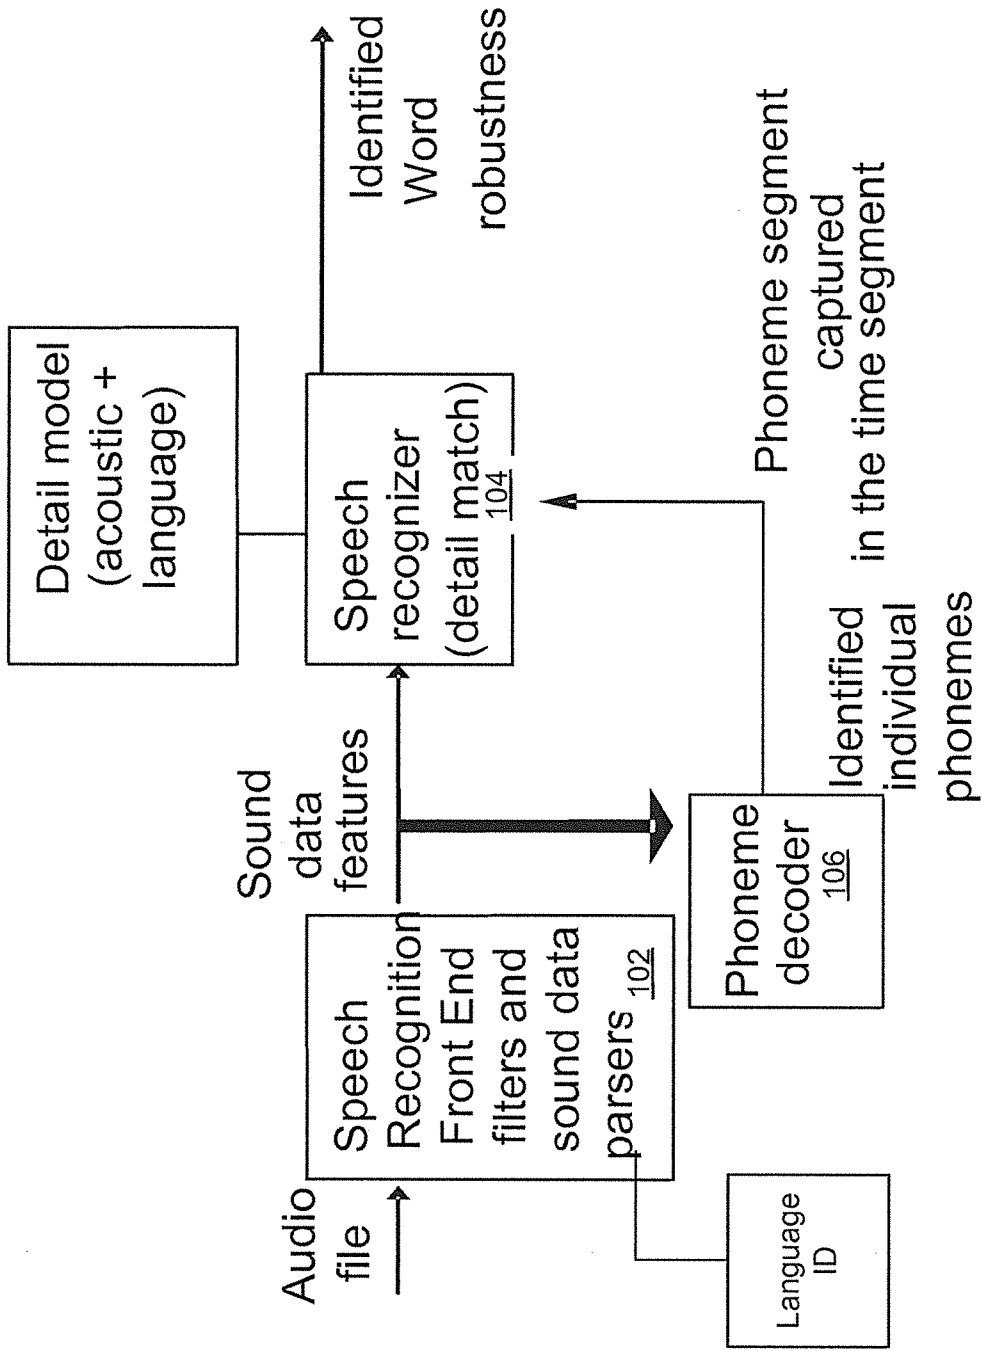 Audio
file
Speech
Recognition
Front End
filters and
sound data
parsers 102
Language
ID
Sound
data
features
Phoneme
decoder
106
Identified
individual
phonemes
Phoneme segment
captured
in the time segment
Speech
recognizer
(detail match)
104
Detail model
(acoustic +
language)
Identified
Word
robustness